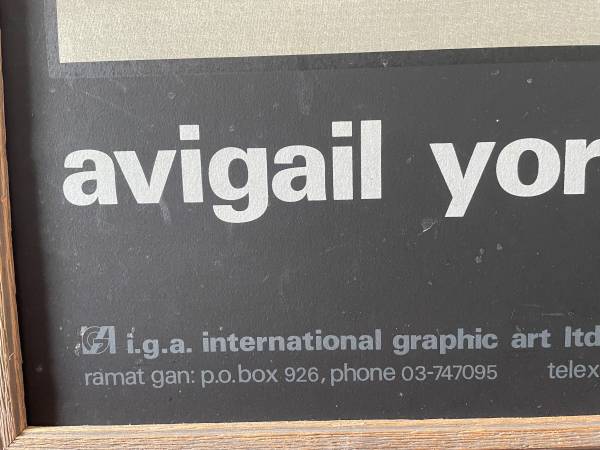 avigail yor
i.g.a. international graphic art ltd
ramat gan: p.o.box 926, phone 03-747095 telex